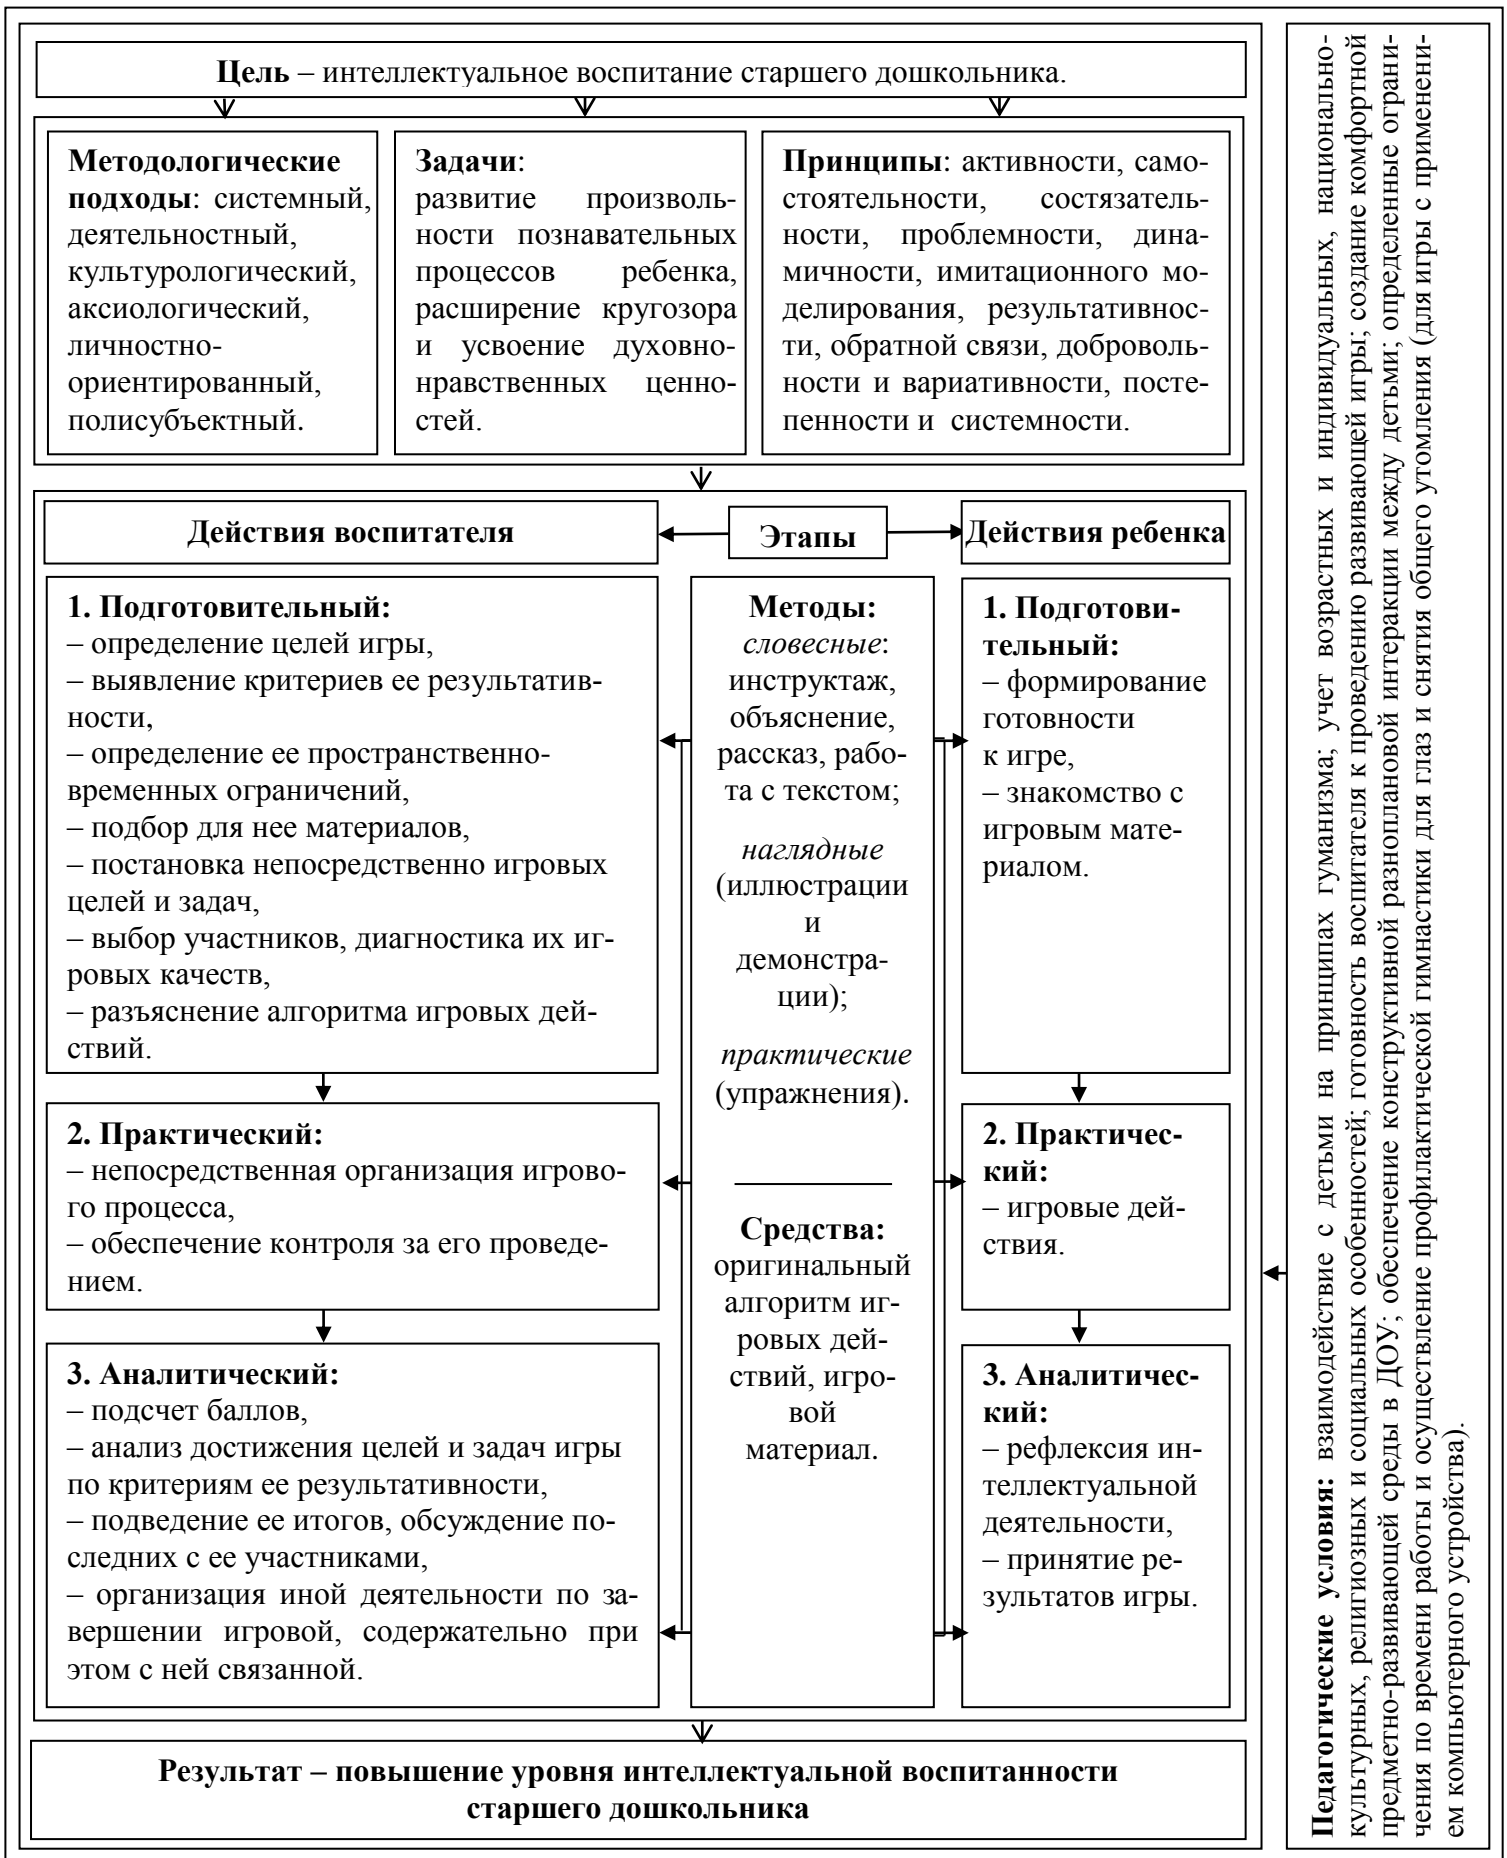 Цель – интеллектуальное воспитание старшего дошкольника.
Методологические
подходы: системный,
деятельностный,
культурологический,
аксиологический,
личностно-
ориентированный,
полисубъектный.
Задачи:
развитие произволь-
ности познавательных
процессов ребенка,
расширение кругозора
и усвоение духовно-
нравственных ценно-
стей.
Принципы: активности, само-
стоятельности, состязатель-
ности, проблемности, дина-
мичности, имитационного мо-
делирования, результативнос-
ти, обратной связи, доброволь-
ности и вариативности, посте-
пенности и системности.
Действия воспитателя
Этапы
Действия ребенка
1. Подготовительный:
– определение целей игры,
– выявление критериев ее результатив-
ности,
– определение ее пространственно-
временных ограничений,
– подбор для нее материалов,
– постановка непосредственно игровых
целей и задач,
– выбор участников, диагностика их иг-
ровых качеств,
– разъяснение алгоритма игровых дей-
ствий.
2. Практический:
– непосредственная организация игрово-
го процесса,
– обеспечение контроля за его проведе-
нием.
3. Аналитический:
– подсчет баллов,
– анализ достижения целей и задач игры
по критериям ее результативности,
– подведение ее итогов, обсуждение по-
следних с ее участниками,
– организация иной деятельности по за-
вершении игровой, содержательно при
этом с ней связанной.
Методы:
словесные:
инструктаж,
объяснение,
рассказ, рабо-
та с текстом;
наглядные
(иллюстрации
и
демонстра-
ции);
практические
(упражнения).
Средства:
оригинальный
алгоритм иг-
ровых дей-
ствий, игро-
вой
материал.
1. Подготови-
тельный:
– формирование
готовности
к игре,
– знакомство с
игровым мате-
риалом.
2. Практичес-
кий:
– игровые дей-
ствия.
3. Аналитичес-
кий:
– рефлексия ин-
теллектуальной
деятельности,
– принятие ре-
зультатов игры.
Результат – повышение уровня интеллектуальной воспитанности
старшего дошкольника
Педагогические условия: взаимодействие с детьми на принципах гуманизма; учет возрастных и индивидуальных, национально-
культурных, религиозных и социальных особенностей; готовность воспитателя к проведению развивающей игры; создание комфортной
предметно-развивающей среды в ДОУ; обеспечение конструктивной разноплановой интеракции между детьми; определенные ограни-
чения по времени работы и осуществление профилактической гимнастики для глаз и снятия общего утомления (для игры с применени-
ем компьютерного устройства).